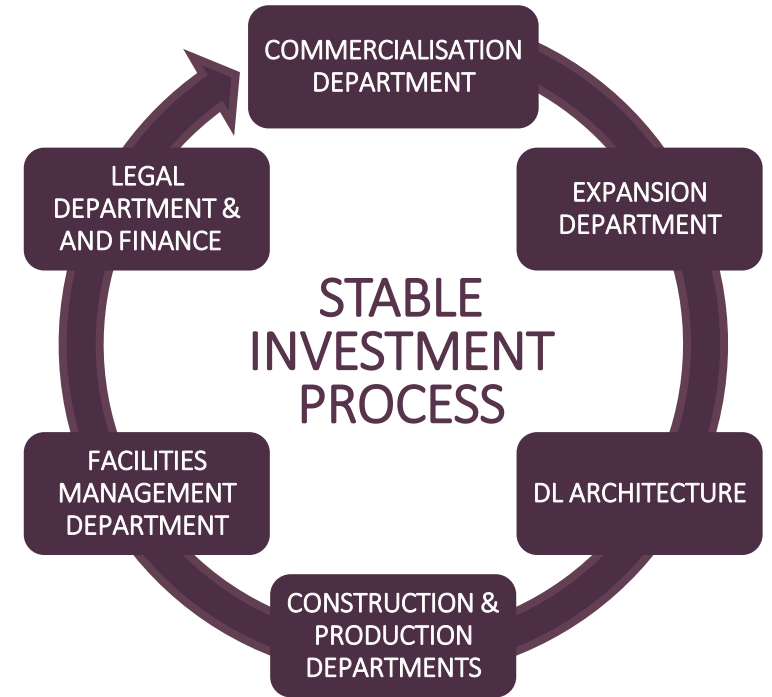 COMMERCIALISATION
DEPARTMENT
EXPANSION
DEPARTMENT
DL ARCHITECTURE
CONSTRUCTION &
PRODUCTION
DEPARTMENTS
FACILITIES
MANAGEMENT
DEPARTMENT
LEGAL
DEPARTMENT &
AND FINANCE
STABLE
INVESTMENT
PROCESS